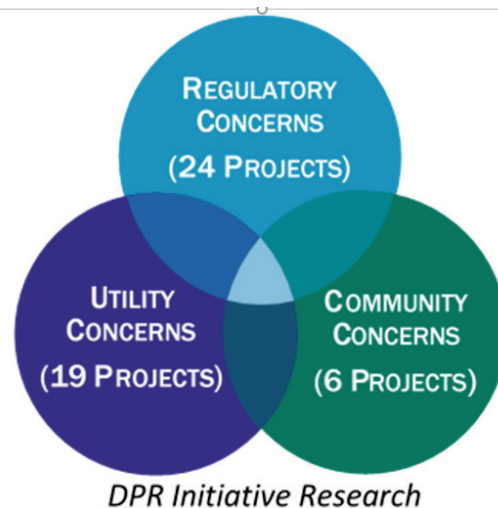 REGULATORY
CONCERNS
(24 PROJECTS)
UTILITY
CONCERNS
(19 PROJECTS)
COMMUNITY
CONCERNS
(6 PROJECTS)
DPR Initiative Research